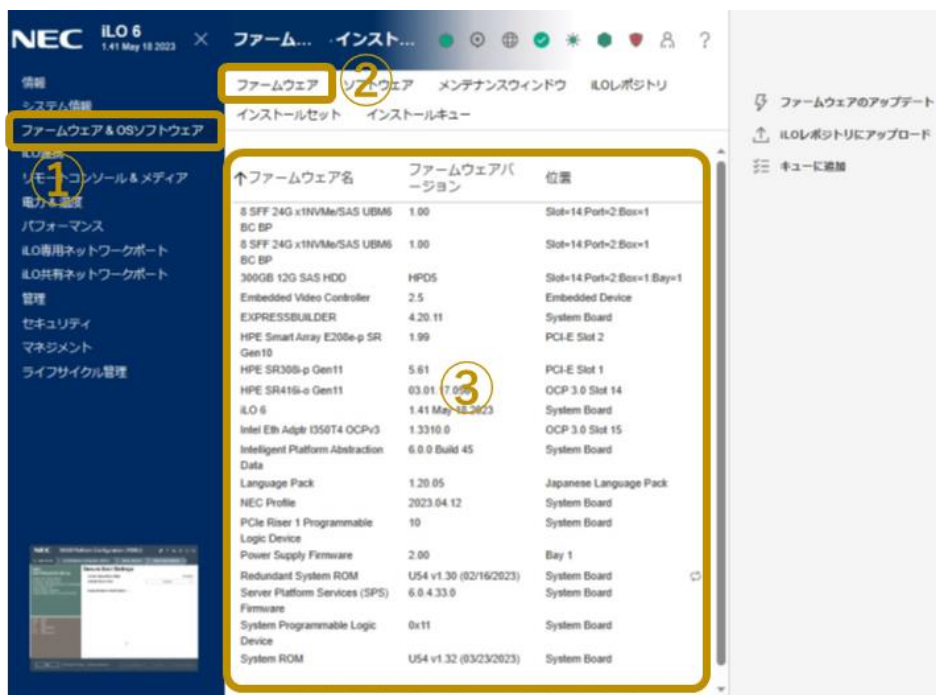 NEC iLO 6
1.41 May 18 2023
ファーム... ・インスト...
?
情報
システム情報
ファームウェア & OSソフトウェア
iLO連携
リモートコンソール & メディア
電力 & 温度
パフォーマンス
iLO専用ネットワークポート
iLO共有ネットワークポート
管理
セキュリティ
マネジメント
ライフサイクル管理
①
ファームウェア ソフトウェア メンテナンスウィンドウ iLOレポジトリ
インストールセット インストールキュー
②
↑ファームウェア名 ファームウェアバ
ージョン 位置
8 SFF 24G x1NVMe/SAS UBM6 1.00 Slot=14:Port=2:Box=1
BC BP
8 SFF 24G x1NVMe/SAS UBM6 1.00 Slot=14:Port=2:Box=1
BC BP
300GB 12G SAS HDD HPD5 Slot=14:Port=2:Box=1:Bay=1
Embedded Video Controller 2.5 Embedded Device
EXPRESSBUILDER 4.20.11 System Board
HPE Smart Array E208e-p SR 1.99 PCI-E Slot 2
Gen10
HPE SR308i-p Gen11 5.61 PCI-E Slot 1
HPE SR416i-o Gen11 OCP 3.0 Slot 14
③
iLO 6 1.41 May 18 2023 System Board
Intel Eth Adptr I350T4 OCPv3 1.3310.0 OCP 3.0 Slot 15
Intelligent Platform Abstraction 6.0.0 Build 45 System Board
Data
Language Pack 1.20.05 Japanese Language Pack
NEC Profile 2023.04.12 System Board
PCIe Riser 1 Programmable 10 System Board
Logic Device
Power Supply Firmware 2.00 Bay 1
Redundant System ROM U54 v1.30 (02/16/2023) System Board
Server Platform Services (SPS) 6.0.4.33.0 System Board
Firmware
System Programmable Logic 0x11 System Board
Device
System ROM U54 v1.32 (03/23/2023) System Board
ファームウェアのアップデート
iLOレポジトリにアップロード
キューに追加
NEC